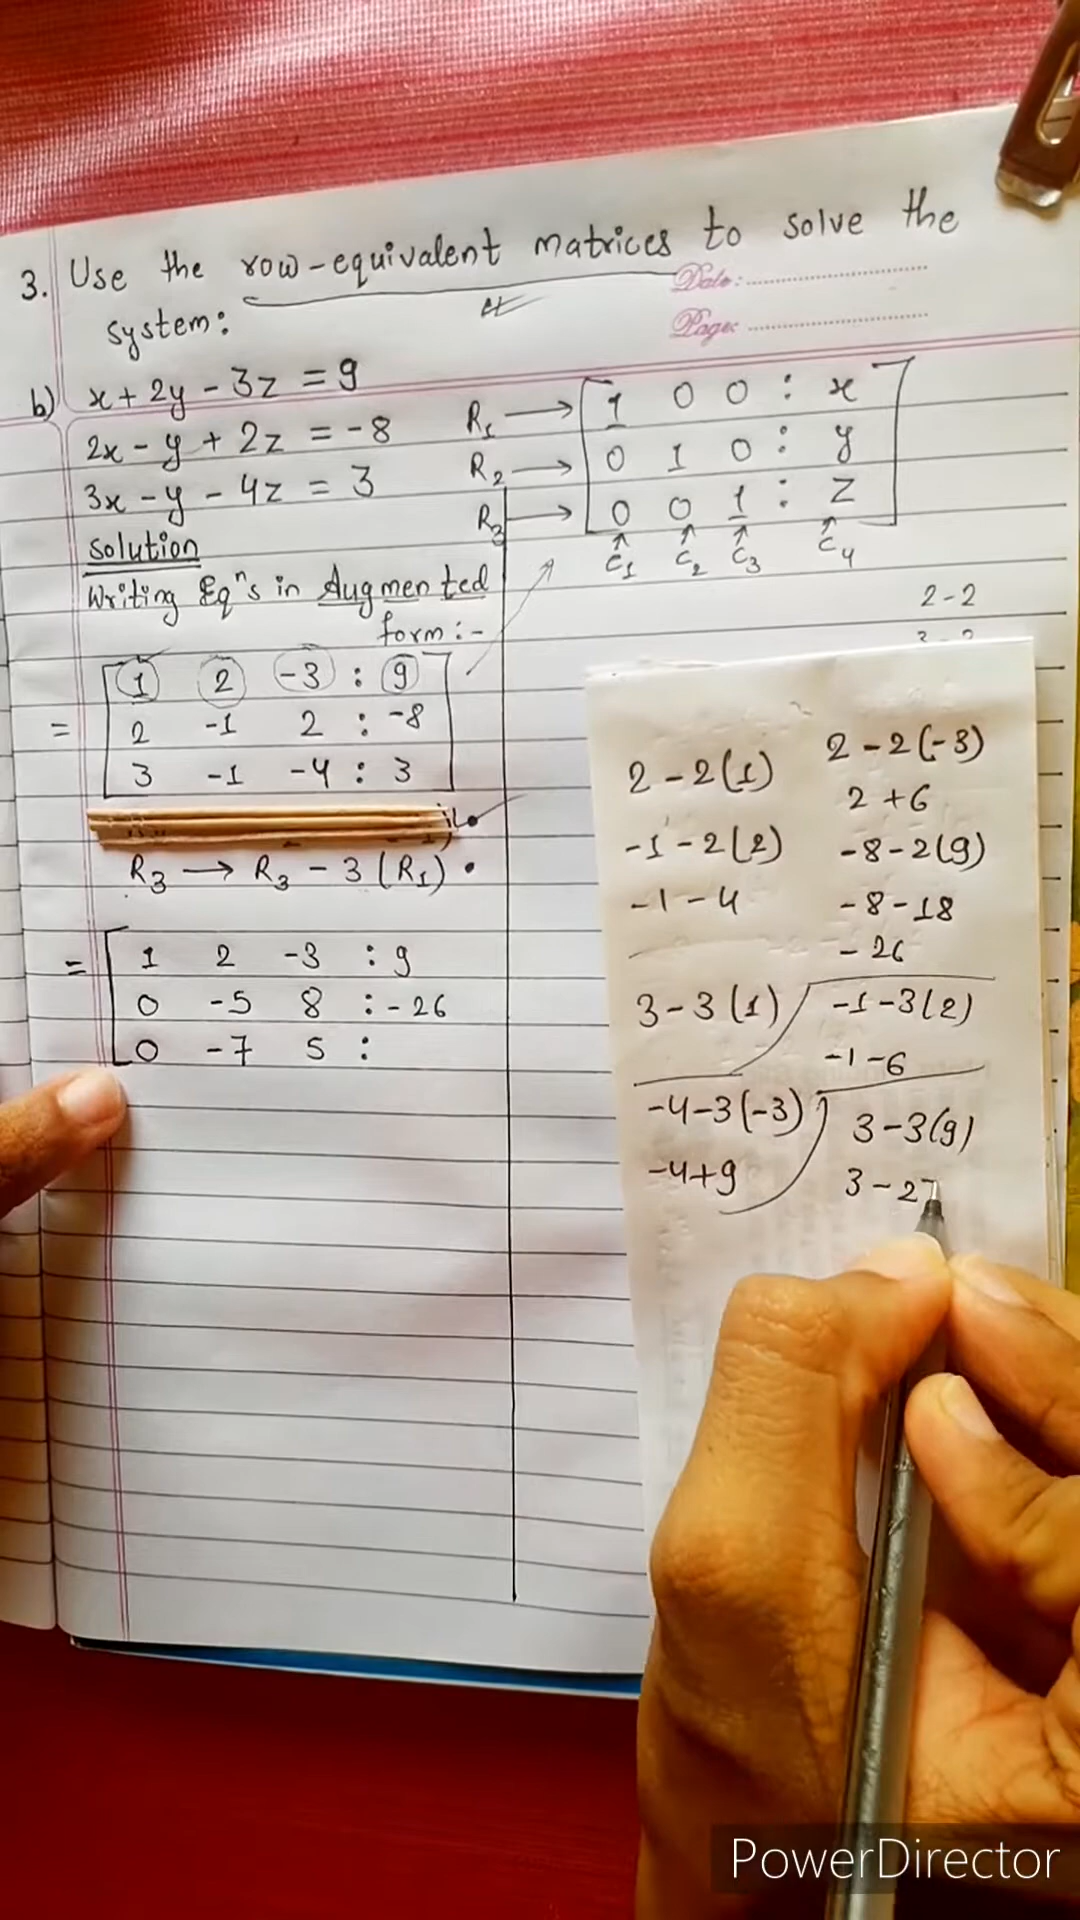 3. Use the row-equivalent matrices to solve the
system:
Date:
Page:
b) x + 2y - 3z = 9
2x - y + 2z = -8
3x - y - 4z = 3
R₁ → [ 1 0 0 : x ]
R₂ → [ 0 1 0 : y ]
R₃ → [ 0 0 1 : z ]
↑ ↑ ↑ ↑
C₁ C₂ C₃ C₄
Solution
Writing Eqⁿ's in Augmented
form:-
2-2
= [ 1 2 -3 : 9 ]
2 -1 2 : -8
3 -1 -4 : 3
R₃ → R₃ - 3(R₁) •
= [ 1 2 -3 : 9
0 -5 8 : -26
0 -7 5 :
2-2(1)
2-2(-3)
2+6
-1-2(2)
-8-2(9)
-1-4
-8-18
-26
3-3(1)
-1-3(2)
-1-6
-4-3(-3)
3-3(9)
-4+9
3-27
PowerDirector